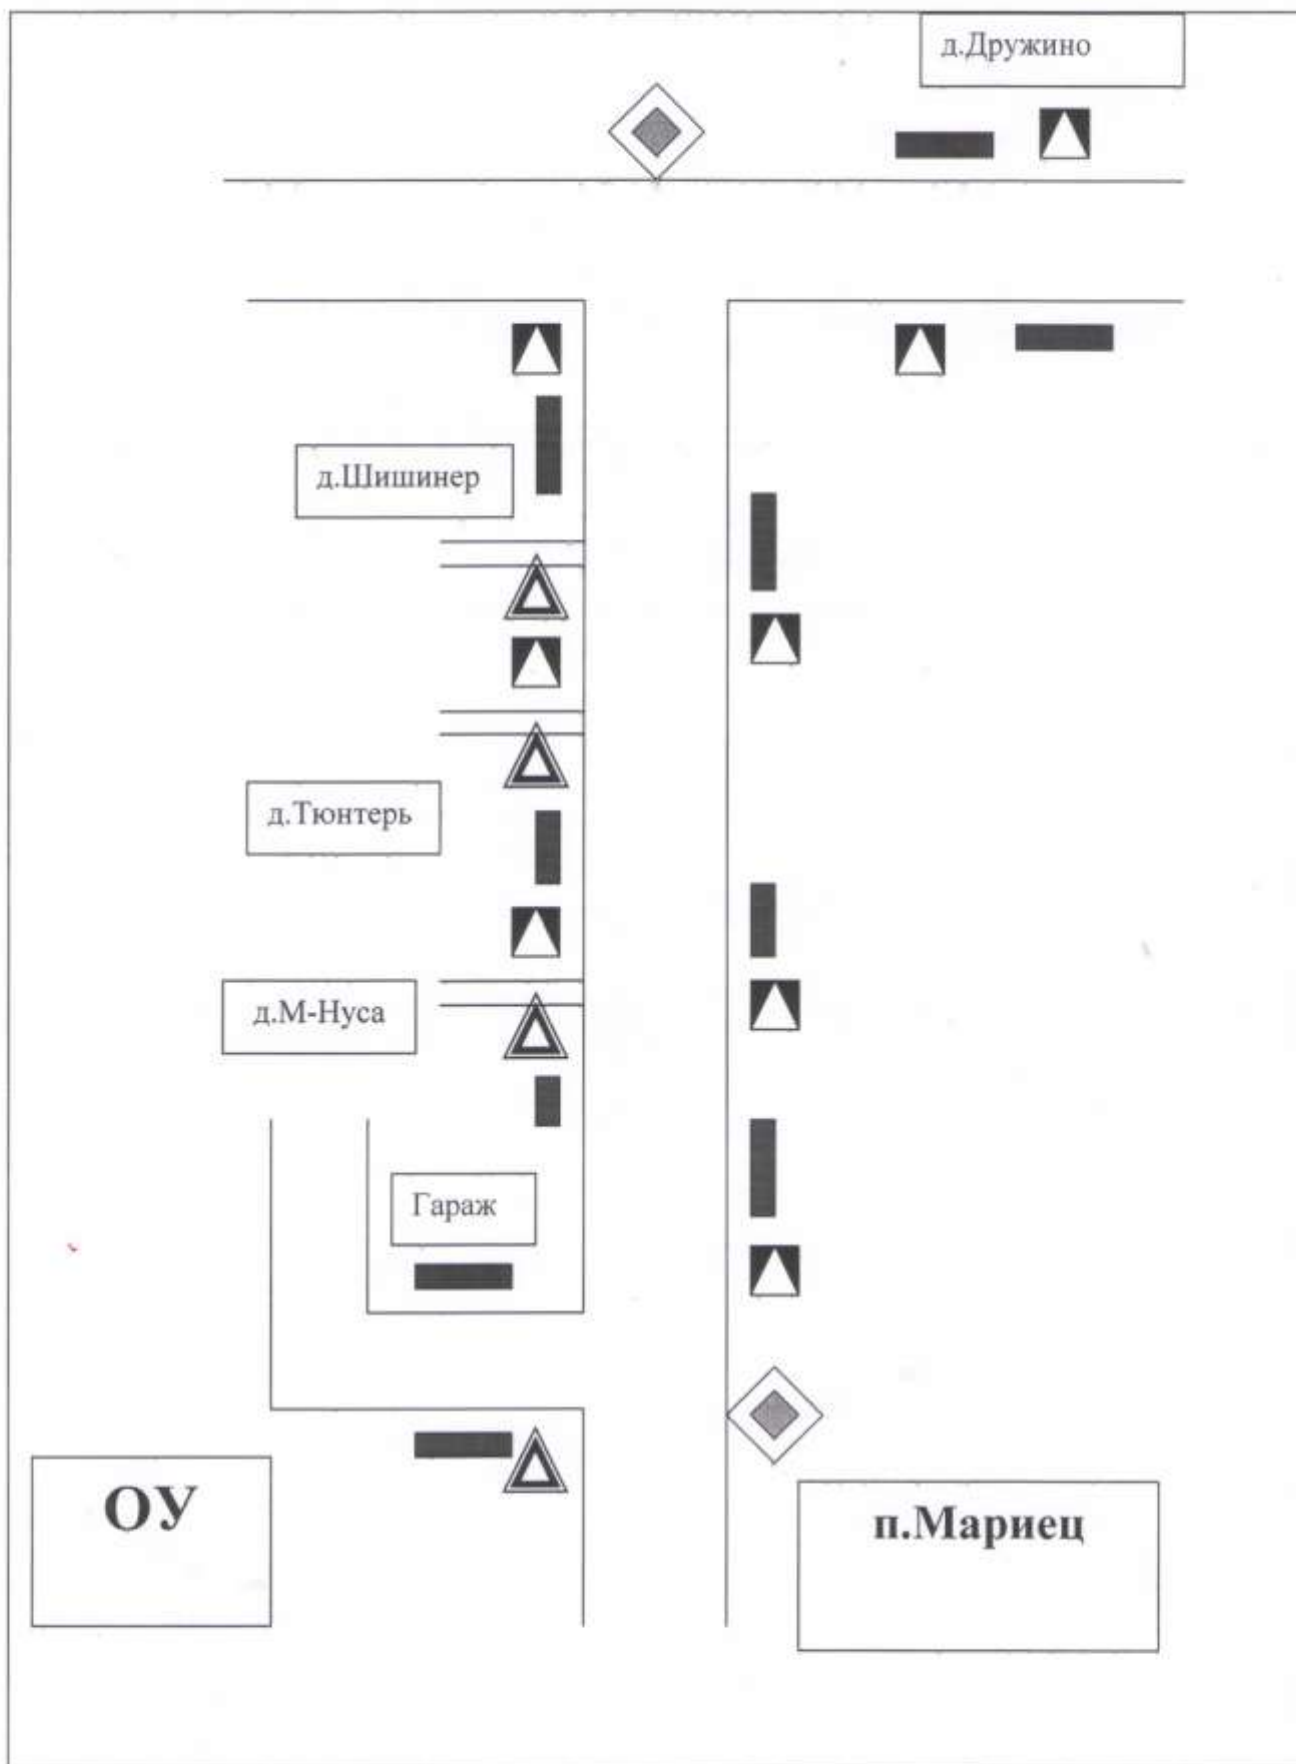 д.Дружино
д.Шишинер
д.Тюнтерь
д.М-Нуса
Гараж
ОУ
п.Мариец